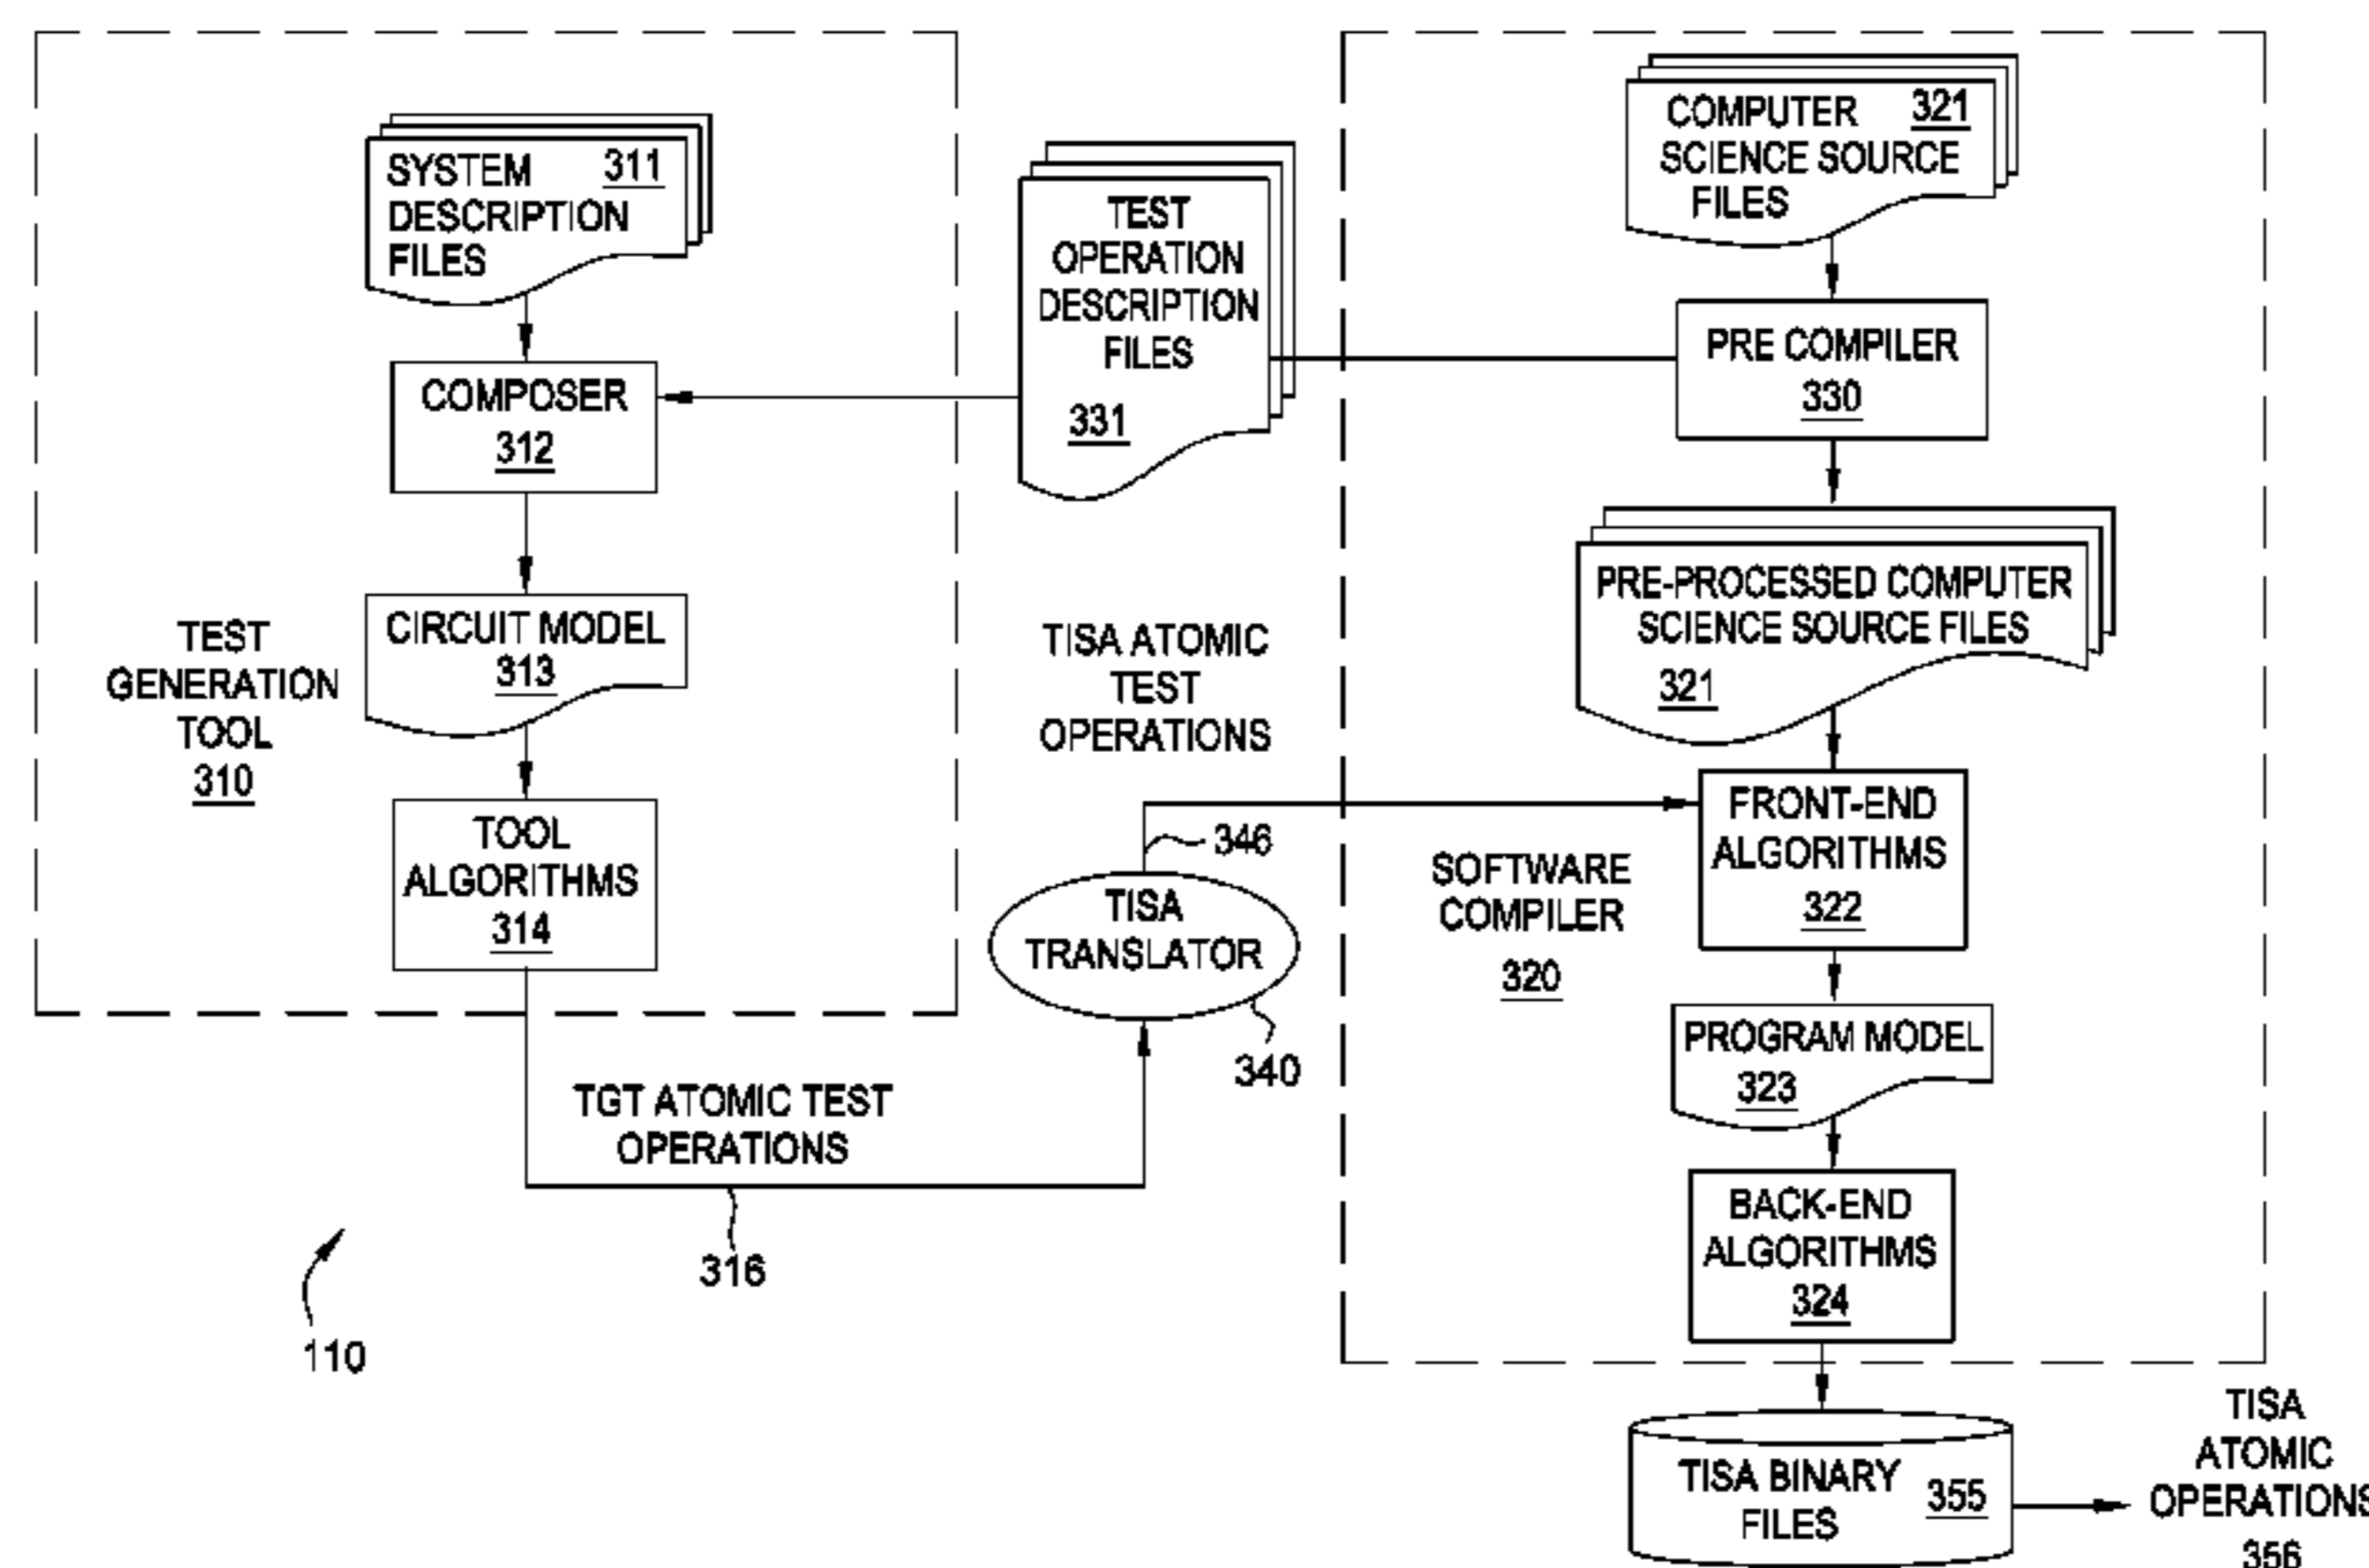 SYSTEM 311
DESCRIPTION
FILES
COMPOSER
312
CIRCUIT MODEL
313
TOOL
ALGORITHMS
314
TEST
GENERATION
TOOL
310
TEST
OPERATION
DESCRIPTION
FILES
331
TISA ATOMIC
TEST
OPERATIONS
346
TISA
TRANSLATOR
340
TGT ATOMIC TEST
OPERATIONS
316
110
COMPUTER 321
SCIENCE SOURCE
FILES
PRE COMPILER
330
PRE-PROCESSED COMPUTER
SCIENCE SOURCE FILES
321
FRONT-END
ALGORITHMS
322
SOFTWARE
COMPILER
320
PROGRAM MODEL
323
BACK-END
ALGORITHMS
324
TISA BINARY 355
FILES
TISA
ATOMIC
OPERATIONS
356